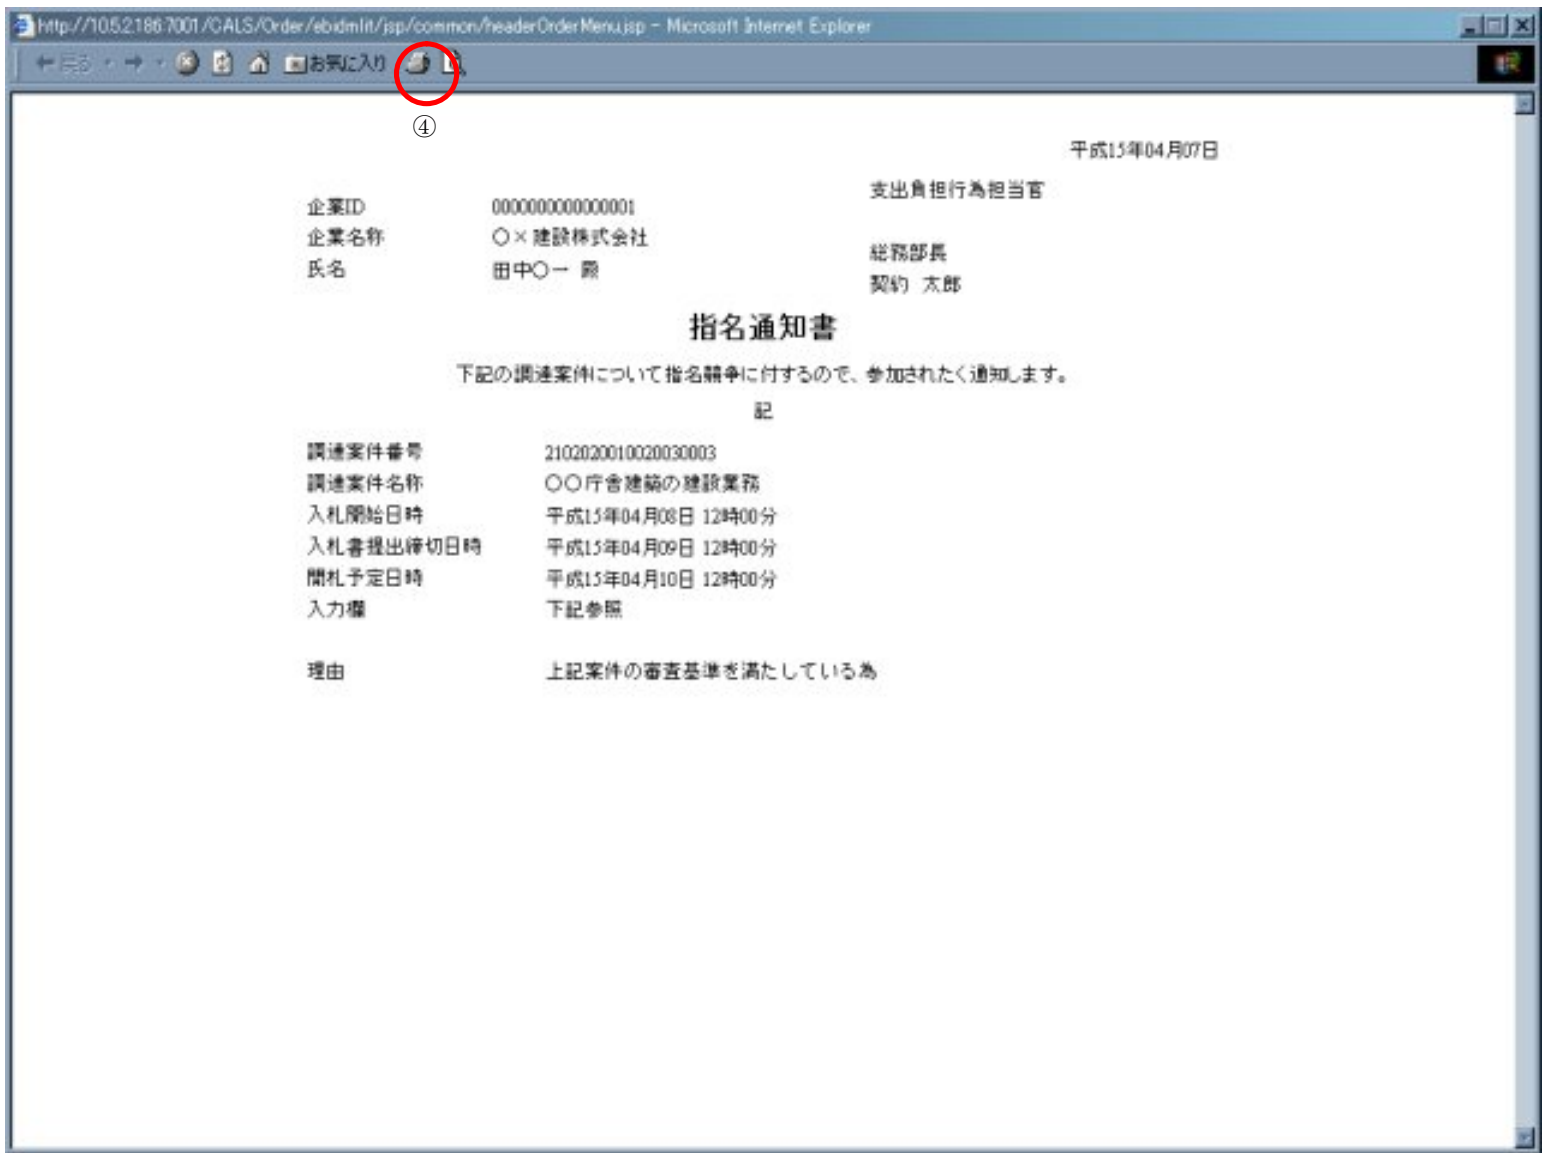 http://10.5.2.186:7001/CALS/Order/ebidmlit/jsp/common/headerOrderMenu.jsp - Microsoft Internet Explorer
戻る お気に入り
④
平成15年04月07日
支出負担行為担当官
企業ID 0000000000000001
企業名称 〇×建設株式会社
総務部長
氏名 田中〇一 殿
契約 太郎
指名通知書
下記の調達案件について指名競争に付するので、参加されたく通知します。
記
調達案件番号 2102020010020030003
調達案件名称 〇〇庁舎建築の建設業務
入札開始日時 平成15年04月08日 12時00分
入札書提出締切日時 平成15年04月09日 12時00分
開札予定日時 平成15年04月10日 12時00分
入力欄 下記参照
理由 上記案件の審査基準を満たしている為